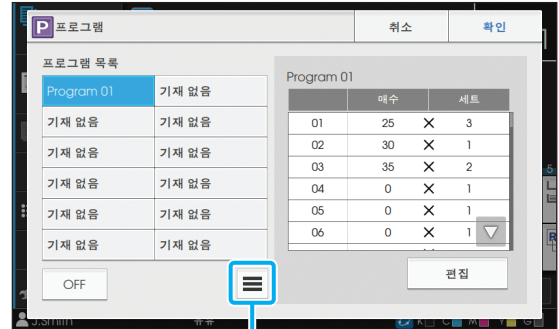 P 프로그램 취소 확인
프로그램 목록
Program 01 기재 없음
기재 없음 기재 없음
기재 없음 기재 없음
기재 없음 기재 없음
기재 없음 기재 없음
기재 없음 기재 없음
OFF
Program 01
매수 세트
01 25 × 3
02 30 × 1
03 35 × 2
04 0 × 1
05 0 × 1
06 0 × 1
편집
5
R
J.Smith K C M Y G